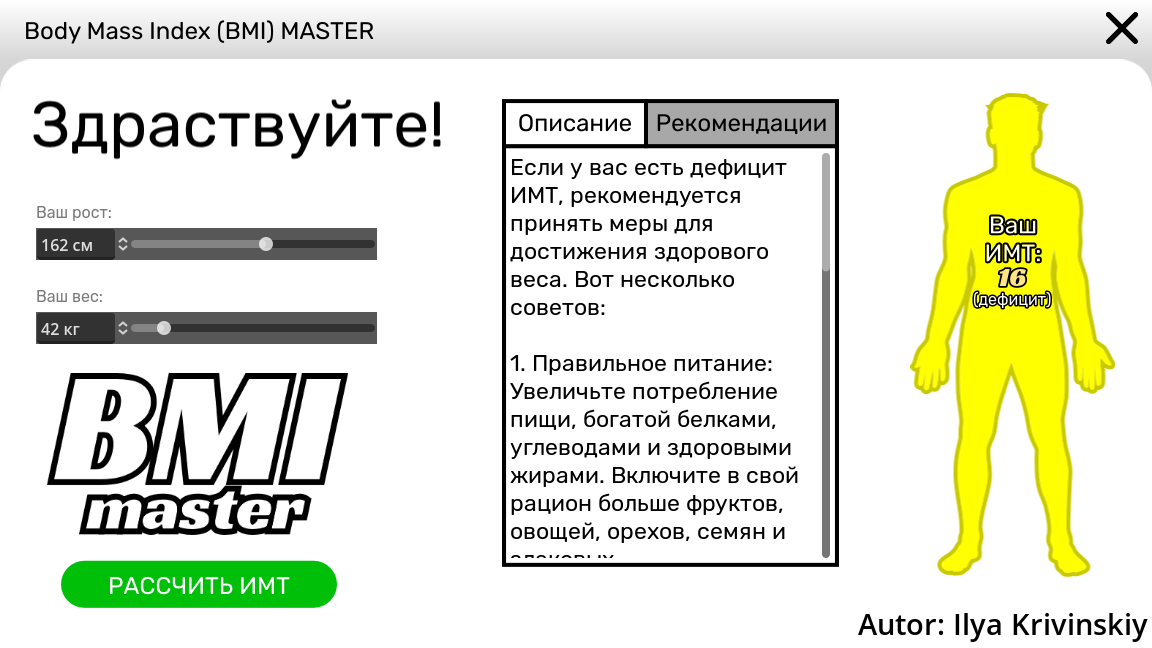 Body Mass Index (BMI) MASTER
Здраствуйте!
Ваш рост:
162 см
Ваш вес:
42 кг
BMI
master
РАССЧИТЬ ИМТ
Описание
Рекомендации
Если у вас есть дефицит
ИМТ, рекомендуется
принять меры для
достижения здорового
веса. Вот несколько
советов:
1. Правильное питание:
Увеличьте потребление
пищи, богатой белками,
углеводами и здоровыми
жирами. Включите в свой
рацион больше фруктов,
овощей, орехов, семян и
Ваш
ИМТ:
16
(дефицит)
Autor: Ilya Krivinskiy